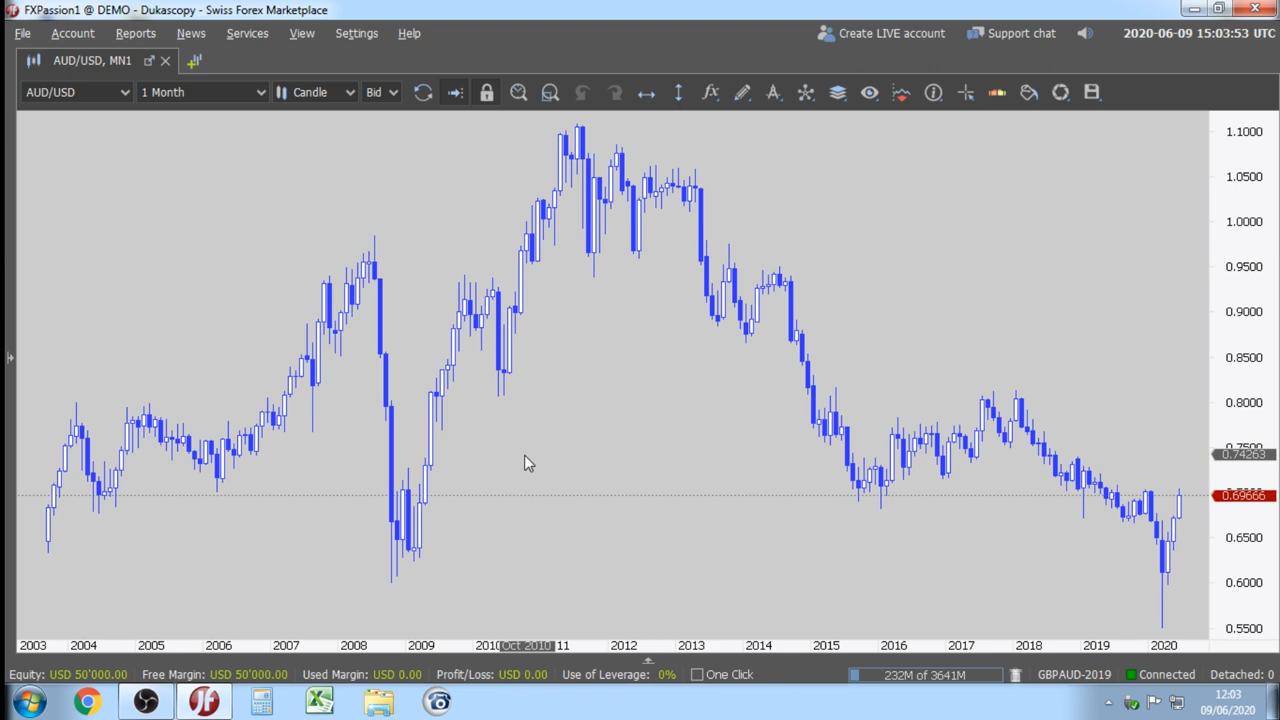 FXPassion1 @ DEMO - Dukascopy - Swiss Forex Marketplace
File Account Reports News Services View Settings Help Create LIVE account Support chat 2020-06-09 15:03:53 UTC
AUD/USD, MN1
AUD/USD 1 Month Candle Bid
1.1000
1.0500
1.0000
0.9500
0.9000
0.8500
0.8000
0.7500
0.74263
0.69666
0.6500
0.6000
0.5500
2003 2004 2005 2006 2007 2008 2009 2010 Oct 2010 11 2012 2013 2014 2015 2016 2017 2018 2019 2020
Equity: USD 50'000.00 Free Margin: USD 50'000.00 Used Margin: USD 0.00 Profit/Loss: USD 0.00 Use of Leverage: 0% One Click 232M of 3641M GBPAUD-2019 Connected Detached: 0
12:03
09/06/2020